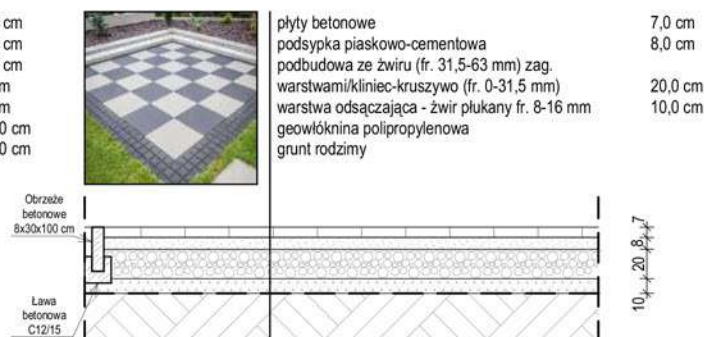 cm
cm
cm
m
m
0 cm
0 cm
płyty betonowe 7,0 cm
podsypka piaskowo-cementowa 8,0 cm
podbudowa ze żwiru (fr. 31,5-63 mm) zag.
warstwami/kliniec-kruszywo (fr. 0-31,5 mm) 20,0 cm
warstwa odsączająca - żwir płukany fr. 8-16 mm 10,0 cm
geowłóknina polipropylenowa
grunt rodzimy
Obrzeże
betonowe
8x30x100 cm
Ława
betonowa
C12/15
7
8
20
10